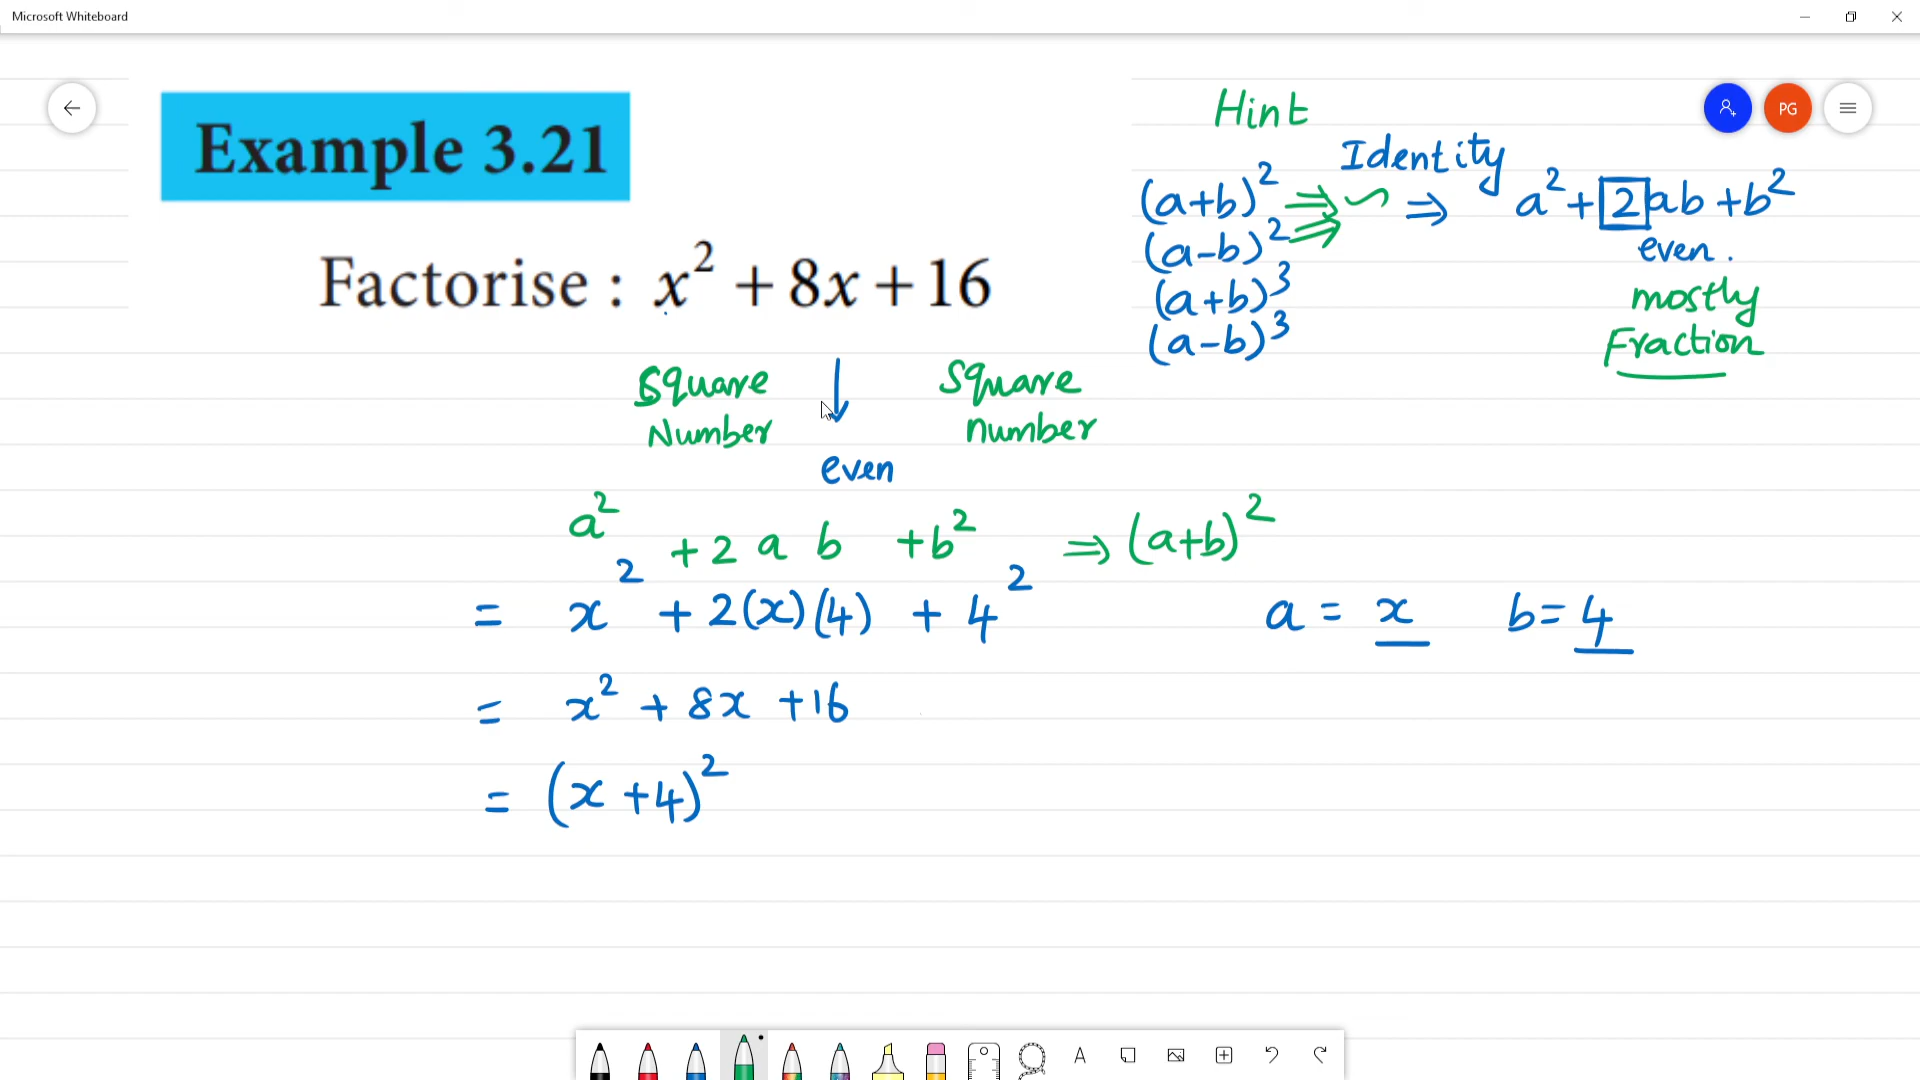 Microsoft Whiteboard
Example 3.21
Factorise : x² + 8x + 16
Hint
Identity
(a+b)² ⇒ ⇒ a² + 2ab + b²
(a-b)² ⇒
(a+b)³
(a-b)³
even.
mostly
Fraction
PG
Square
Number
↓
even
Square
number
a² + 2 a b + b² ⇒ (a+b)²
= x² + 2(x)(4) + 4²
a = x b = 4
= x² + 8x + 16
= (x + 4)²
A